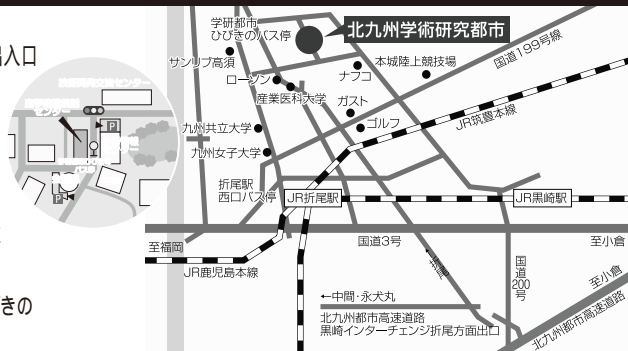 出入口
きの
学研都市
ひびきのバス停
北九州学術研究都市
サンリブ高須
ローソン
ナフコ
本城陸上競技場
国道199号線
産業医科大学
ガスト
ゴルフ
JR筑豊本線
九州共立大学
九州女子大学
折尾駅
西口バス停
JR折尾駅
JR黒崎駅
至福岡
国道3号
至小倉
JR鹿児島本線
国道200号
至小倉
←中間・永犬丸
北九州都市高速道路
黒崎インターチェンジ折尾方面出口
北九州都市高速道路
P
P